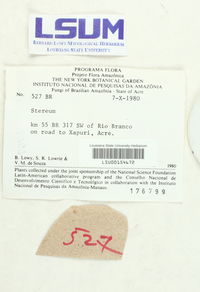 LSUM
BERNARD LOWY MYCOLOGICAL HERBARIUM
LOUISIANA STATE UNIVERSITY
PROGRAMA FLORA
Projeto Flora Amazônica
THE NEW YORK BOTANICAL GARDEN
INSTITUTO NACIONAL DE PESQUISAS DA AMAZÔNIA
Fungi of Brazilian Amazônia - State of Acre
No. 527 BR 7-X-1980
Stereum
km 55 BR 317 SW of Rio Branco
on road to Xapuri, Acre.
Louisiana State University Herbarium
LSU00159472
B. Lowy, S. K. Lowrie &
V. M. de Souza 1980
Plants collected under the joint sponsorship of the National Science Foundation
Latin-American collaborative program and the Conselho Nacional de
Desenvolvimento Científico e Tecnológico in collaboration with the Instituto
Nacional de Pesquisas da Amazônia-Manaus.
176799
527